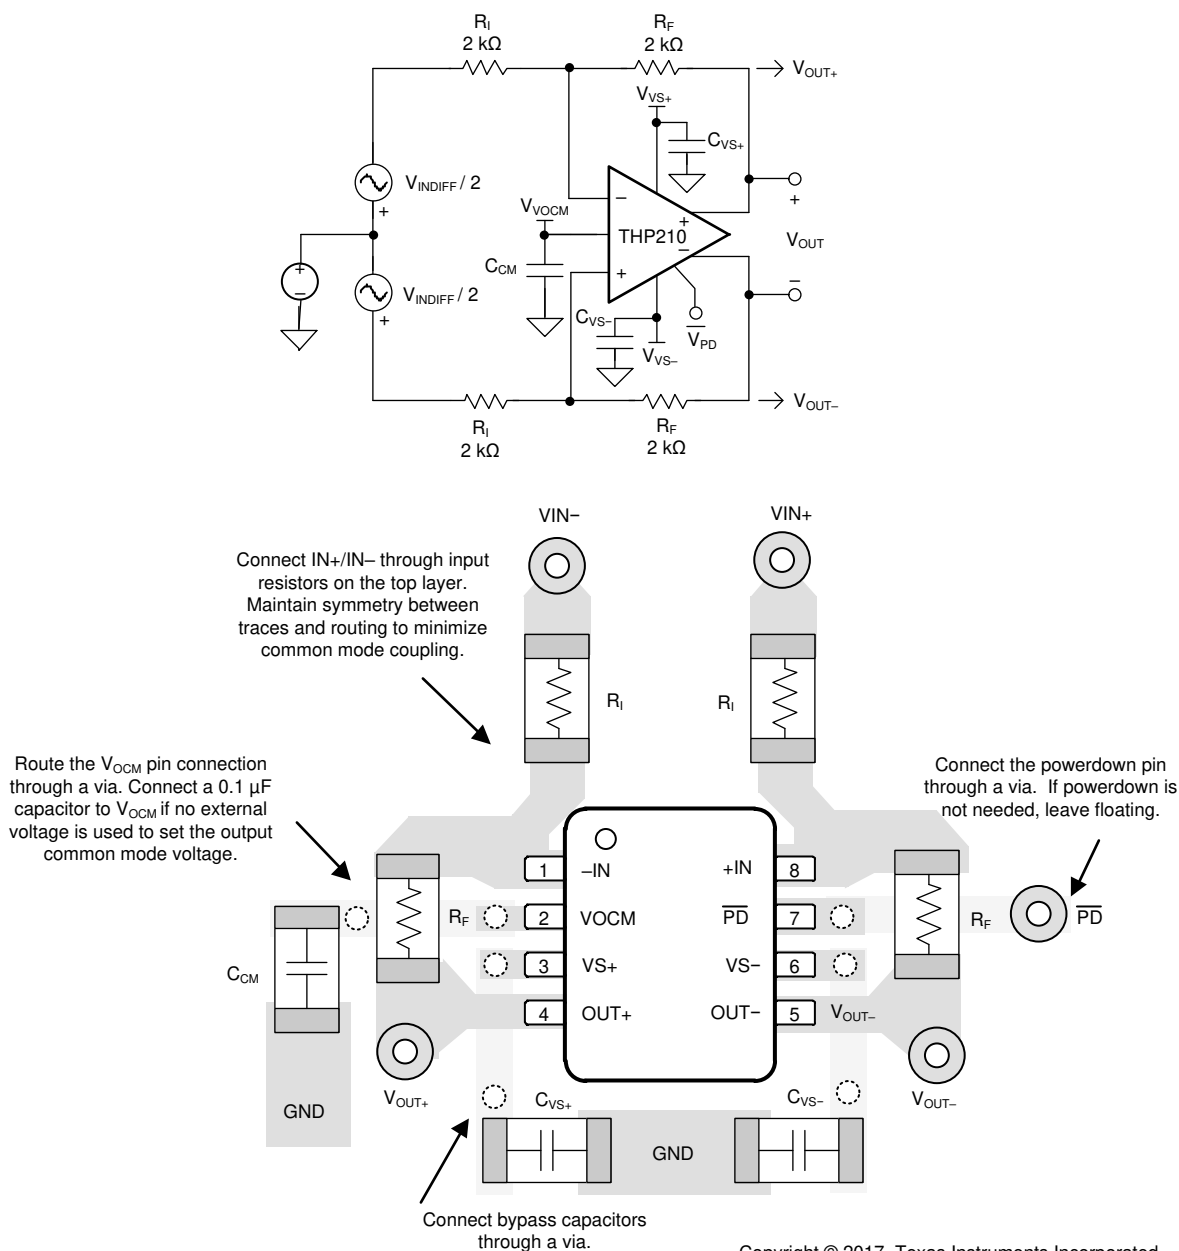 R_I
2 kΩ
R_F
2 kΩ
V_OUT+
V_VS+
C_VS+
V_INDIFF / 2
+
−
+
V_VOCM
THP210
+
−
V_OUT
+
−
C_CM
+
−
V_INDIFF / 2
+
C_VS−
V_VS−
V̅_PD
−
V_OUT−
R_I
2 kΩ
R_F
2 kΩ
VIN−
VIN+
Connect IN+/IN– through input
resistors on the top layer.
Maintain symmetry between
traces and routing to minimize
common mode coupling.
R_I
R_I
Route the V_OCM pin connection
through a via. Connect a 0.1 µF
capacitor to V_OCM if no external
voltage is used to set the output
common mode voltage.
Connect the powerdown pin
through a via. If powerdown is
not needed, leave floating.
1 –IN
+IN 8
R_F
2 VOCM
P̅D̅ 7
R_F
P̅D̅
3 VS+
VS− 6
C_CM
4 OUT+
OUT− 5
V_OUT−
V_OUT+
V_OUT−
GND
C_VS+
C_VS−
GND
Connect bypass capacitors
through a via.
Copyright © 2017, Texas Instruments Incorporated